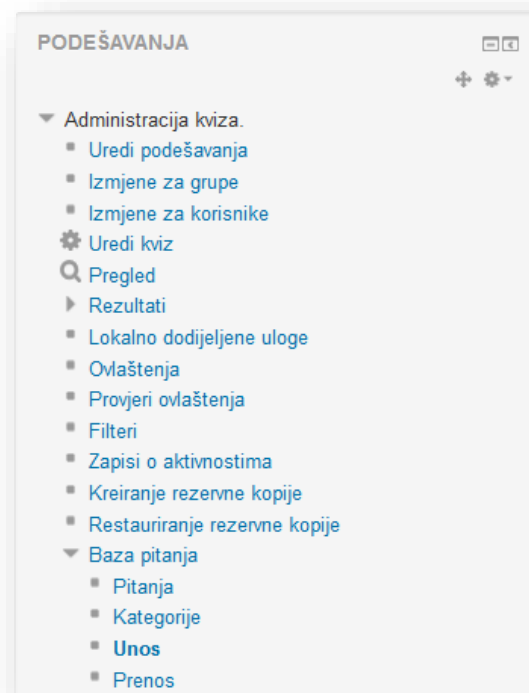 PODEŠAVANJA
Administracija kviza.
Uredi podešavanja
Izmjene za grupe
Izmjene za korisnike
Uredi kviz
Pregled
Rezultati
Lokalno dodijeljene uloge
Ovlaštenja
Provjeri ovlaštenja
Filteri
Zapisi o aktivnostima
Kreiranje rezervne kopije
Restauriranje rezervne kopije
Baza pitanja
Pitanja
Kategorije
Unos
Prenos